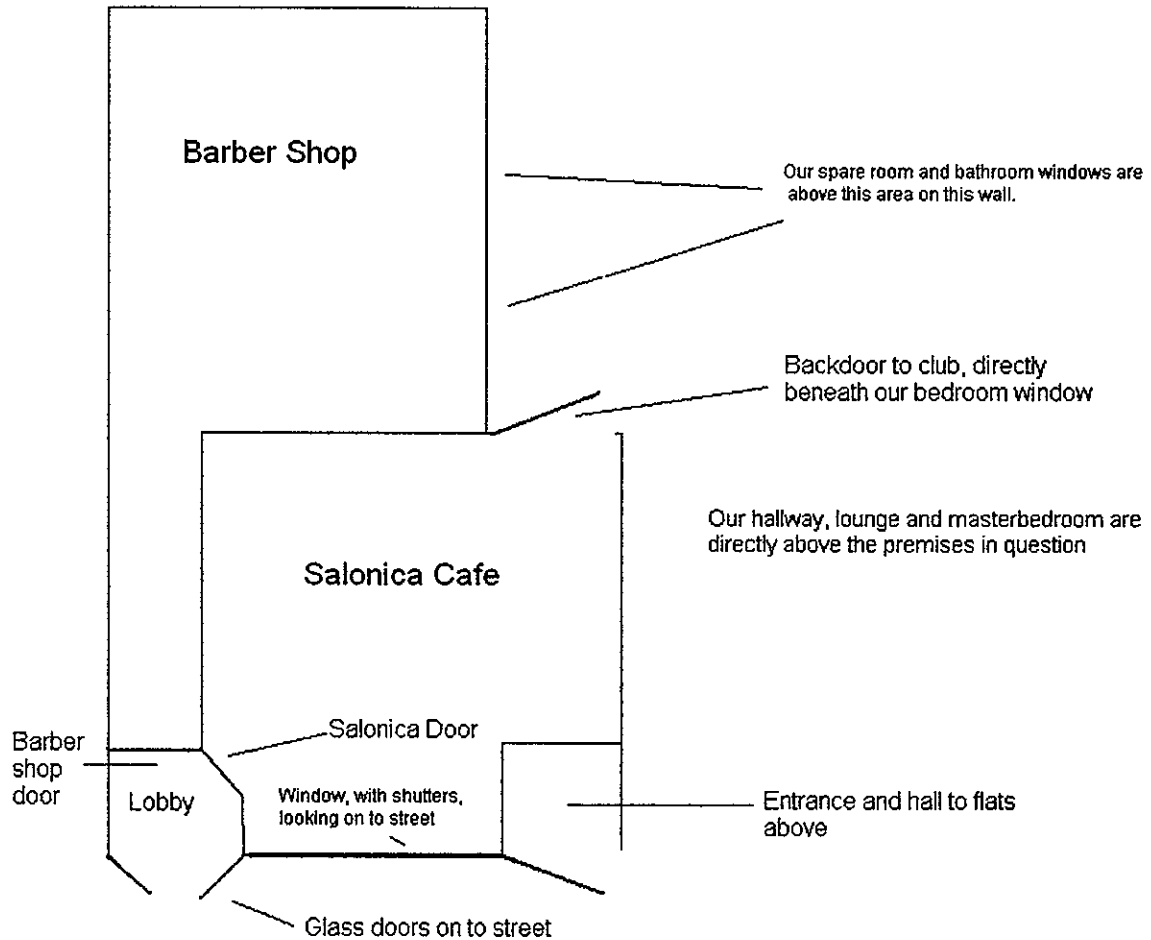 Barber Shop
Our spare room and bathroom windows are
above this area on this wall.
Backdoor to club, directly
beneath our bedroom window
Our hallway, lounge and masterbedroom are
directly above the premises in question
Salonica Cafe
Salonica Door
Barber
shop
door
Lobby
Window, with shutters,
looking on to street
Entrance and hall to flats
above
Glass doors on to street